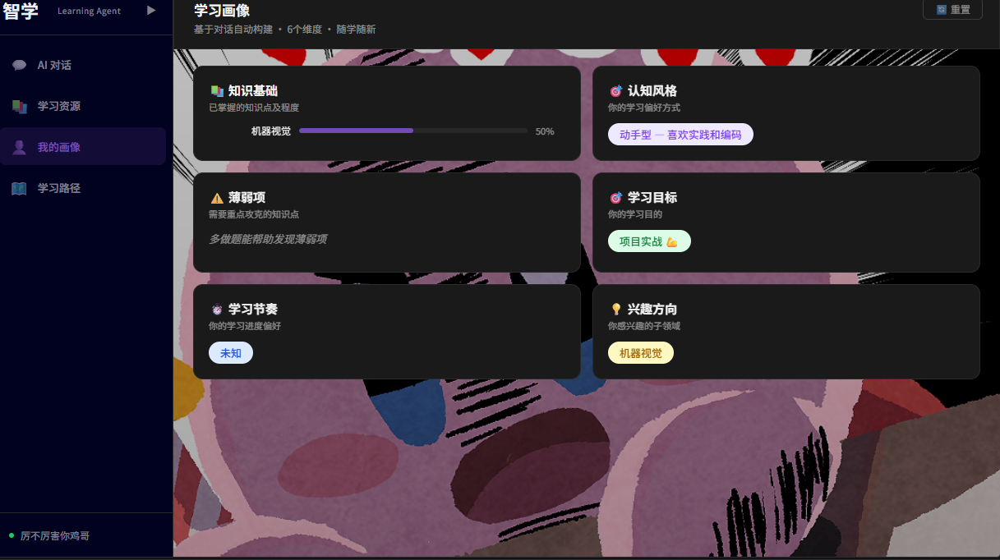 智学 Learning Agent
学习画像
基于对话自动构建 • 6个维度 • 随学随新
重置
AI 对话
学习资源
我的画像
学习路径
知识基础
已掌握的知识点及程度
机器视觉 50%
认知风格
你的学习偏好方式
动手型 — 喜欢实践和编码
薄弱项
需要重点攻克的知识点
多做题能帮助发现薄弱项
学习目标
你的学习目的
项目实战
学习节奏
你的学习进度偏好
未知
兴趣方向
你感兴趣的子领域
机器视觉
厉不厉害你鸡哥